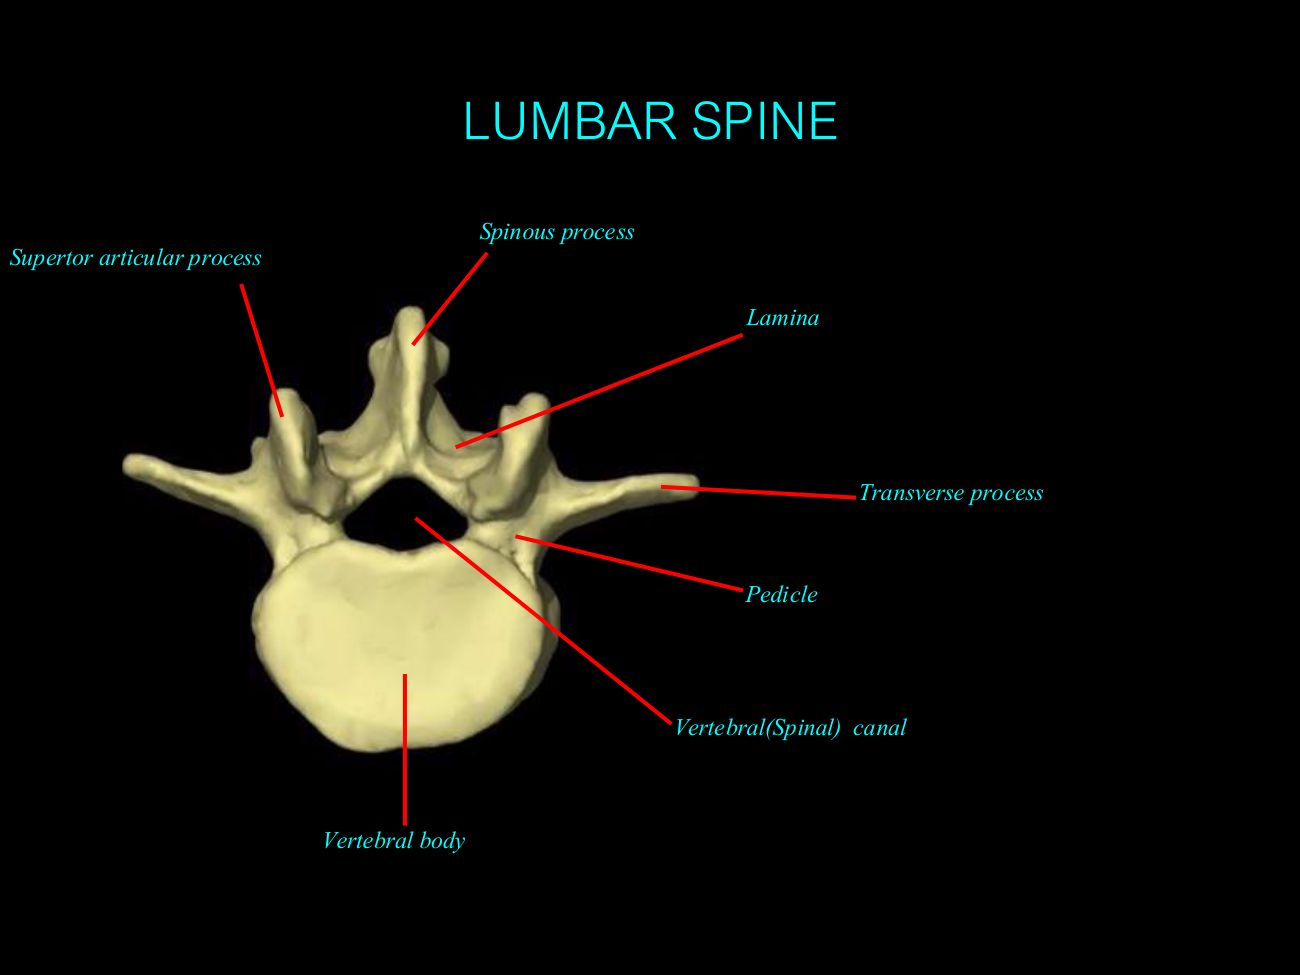 LUMBAR SPINE
Spinous process
Supertor articular process
Lamina
Transverse process
Pedicle
Vertebral(Spinal) canal
Vertebral body